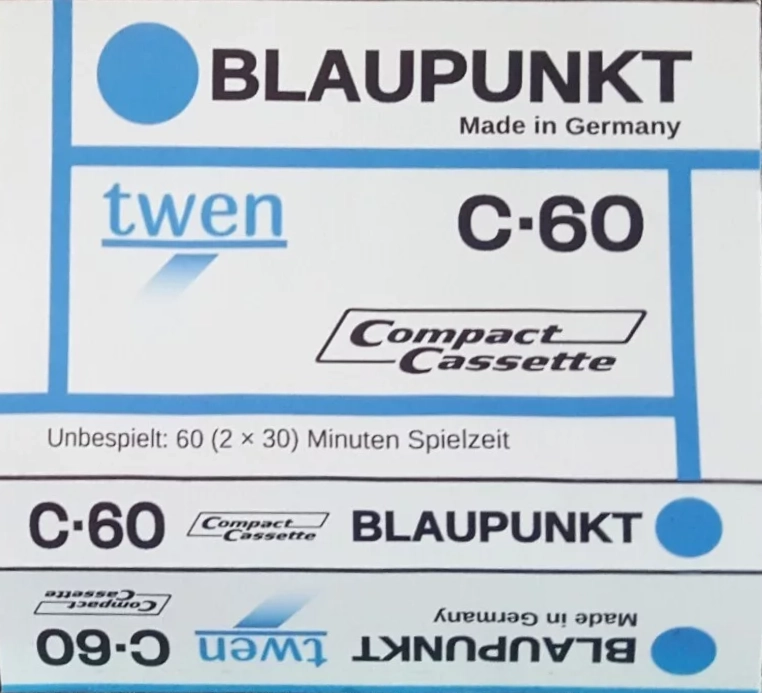 BLAUPUNKT
Made in Germany
twen
C·60
Compact
Cassette
Unbespielt: 60 (2 × 30) Minuten Spielzeit
C·60
Compact
Cassette
BLAUPUNKT
BLAUPUNKT
Made in Germany
twen
C·60
Compact
Cassette